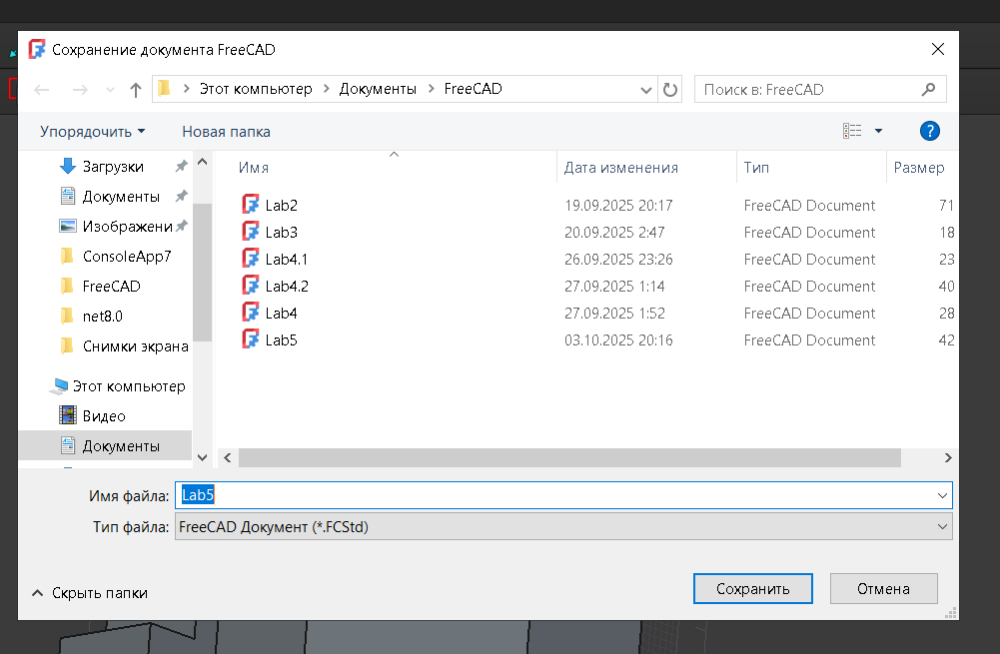 Сохранение документа FreeCAD
Этот компьютер > Документы > FreeCAD
Поиск в: FreeCAD
Упорядочить Новая папка
?
Имя Дата изменения Тип Размер
Загрузки
Документы
Изображени
ConsoleApp7
FreeCAD
net8.0
Снимки экрана
Этот компьютер
Видео
Документы
Lab2 19.09.2025 20:17 FreeCAD Document 71
Lab3 20.09.2025 2:47 FreeCAD Document 18
Lab4.1 26.09.2025 23:26 FreeCAD Document 23
Lab4.2 27.09.2025 1:14 FreeCAD Document 40
Lab4 27.09.2025 1:52 FreeCAD Document 28
Lab5 03.10.2025 20:16 FreeCAD Document 42
Имя файла: Lab5
Тип файла: FreeCAD Документ (*.FCStd)
Скрыть папки
Сохранить Отмена